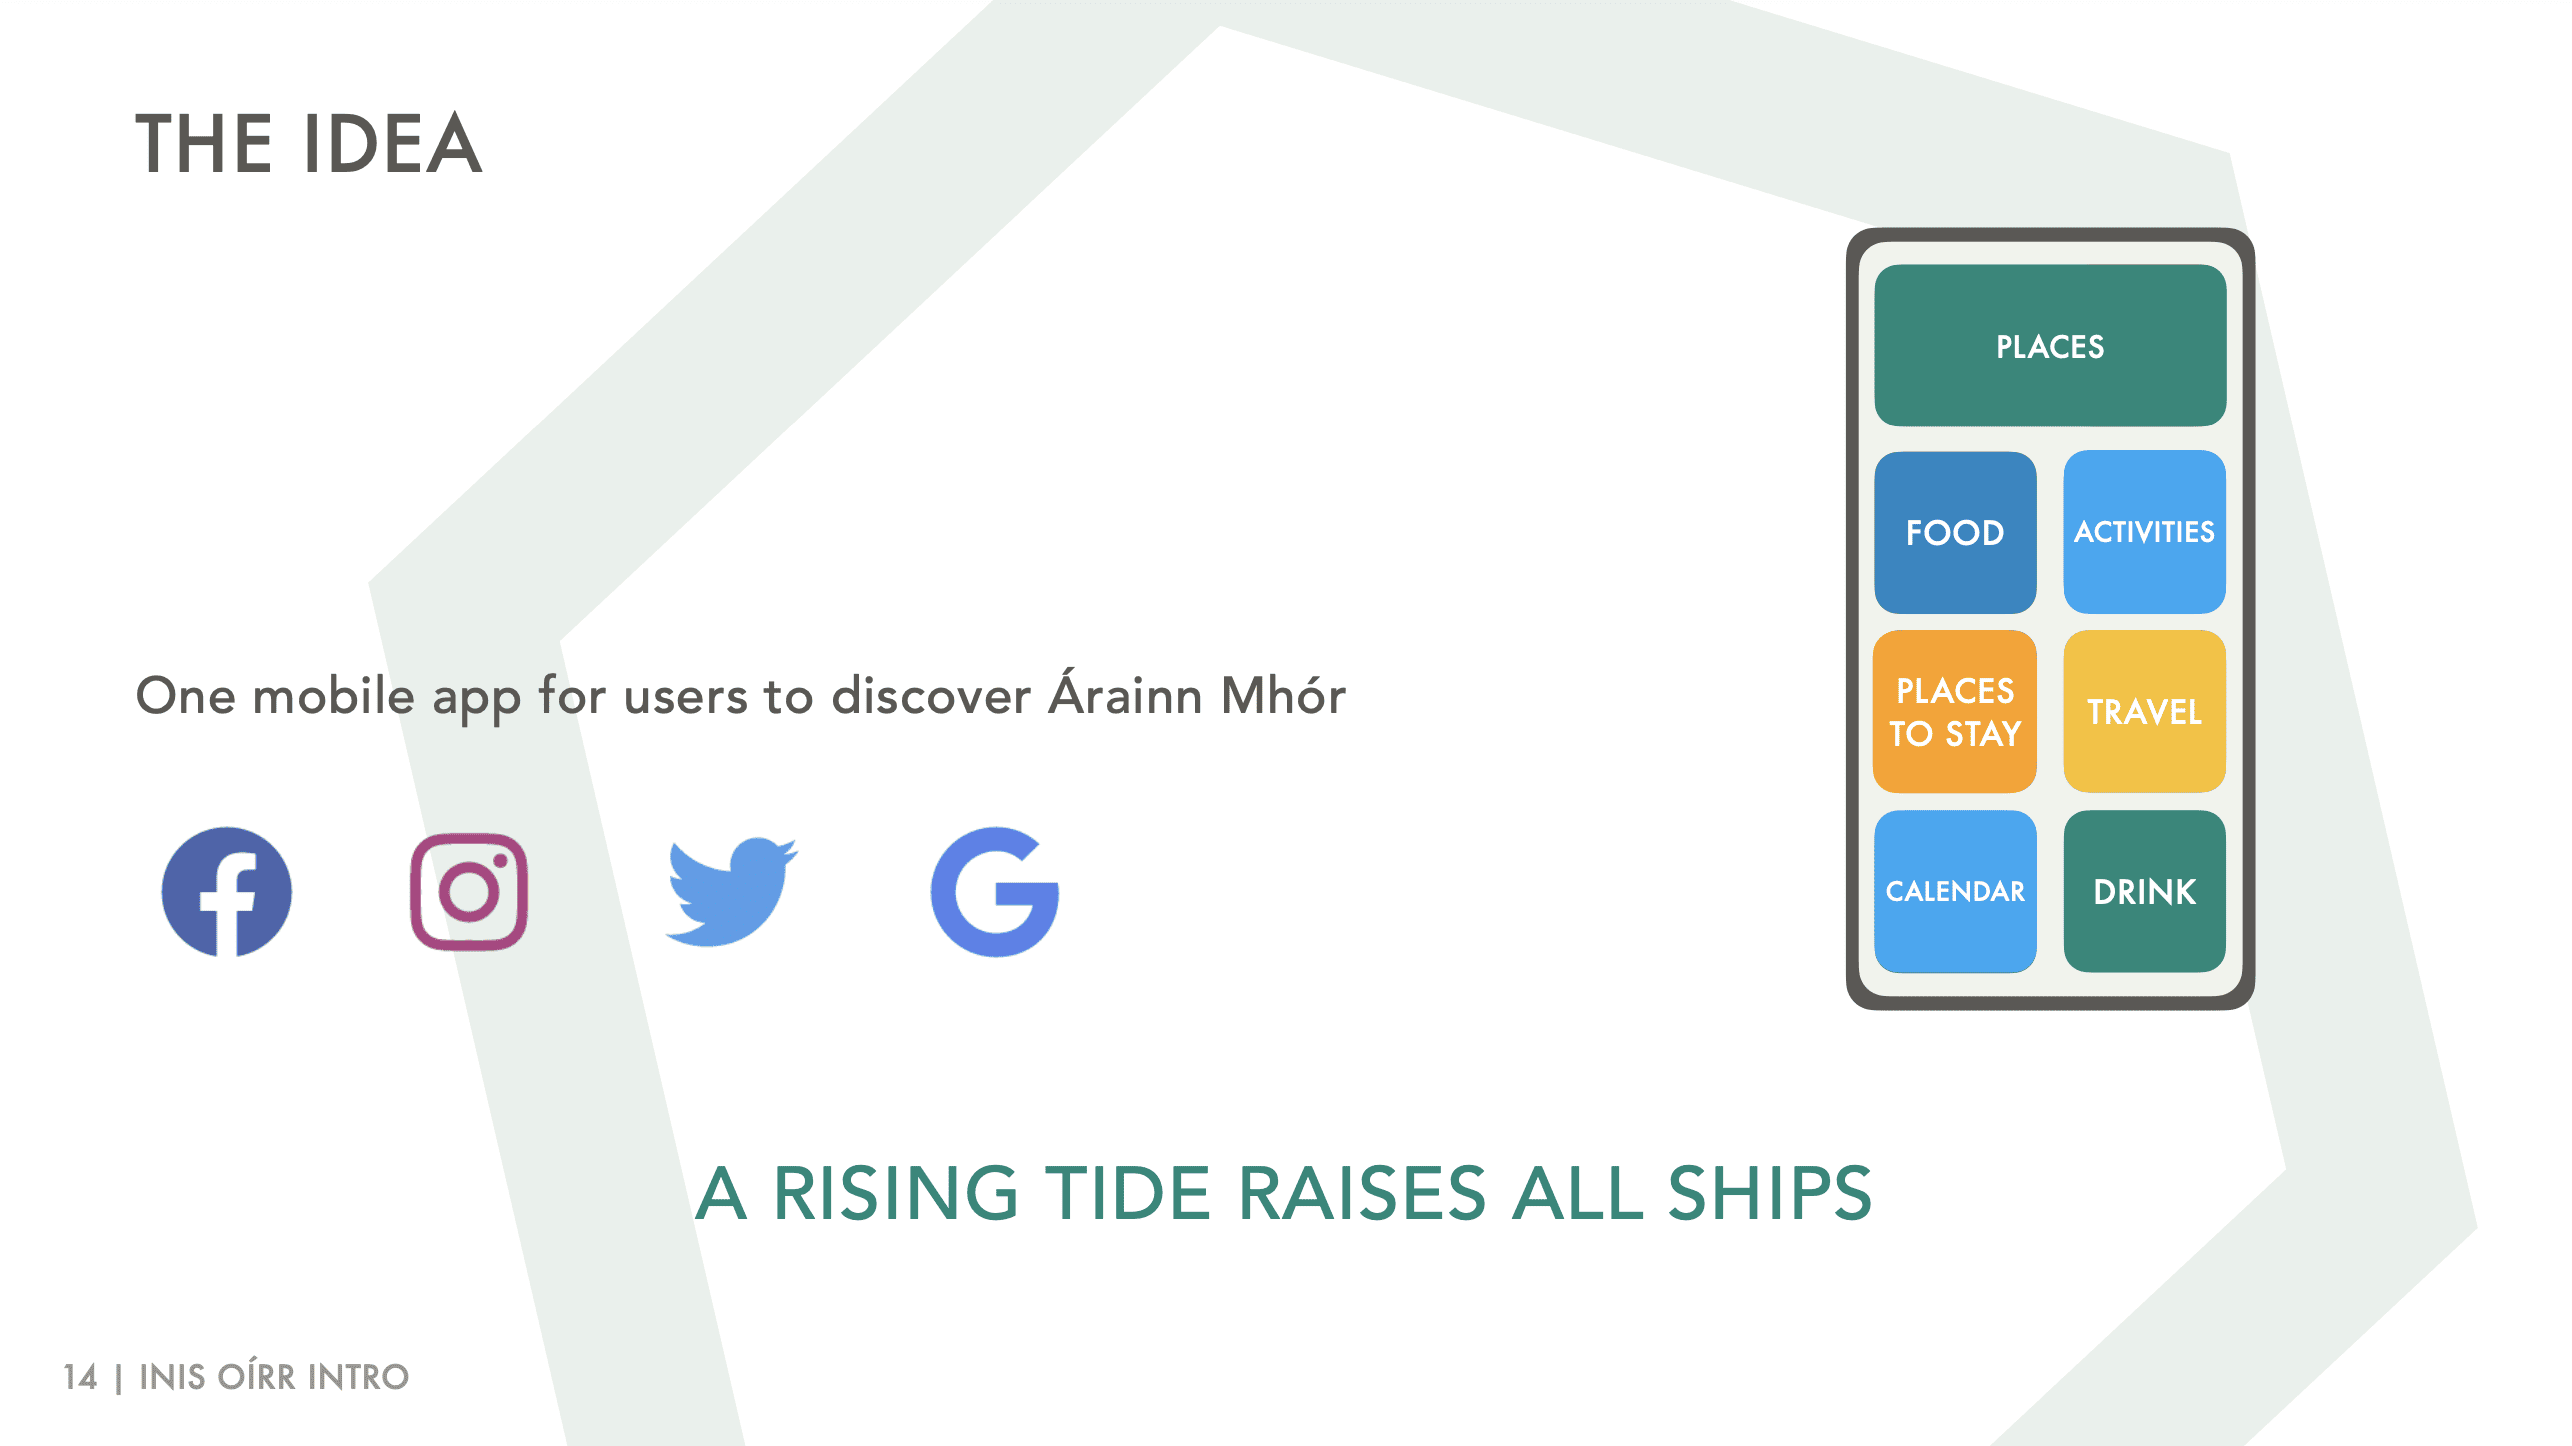 THE IDEA
One mobile app for users to discover Árainn Mhór
PLACES
FOOD
ACTIVITIES
PLACES
TO STAY
TRAVEL
CALENDAR
DRINK
A RISING TIDE RAISES ALL SHIPS
14 | INIS OÍRR INTRO